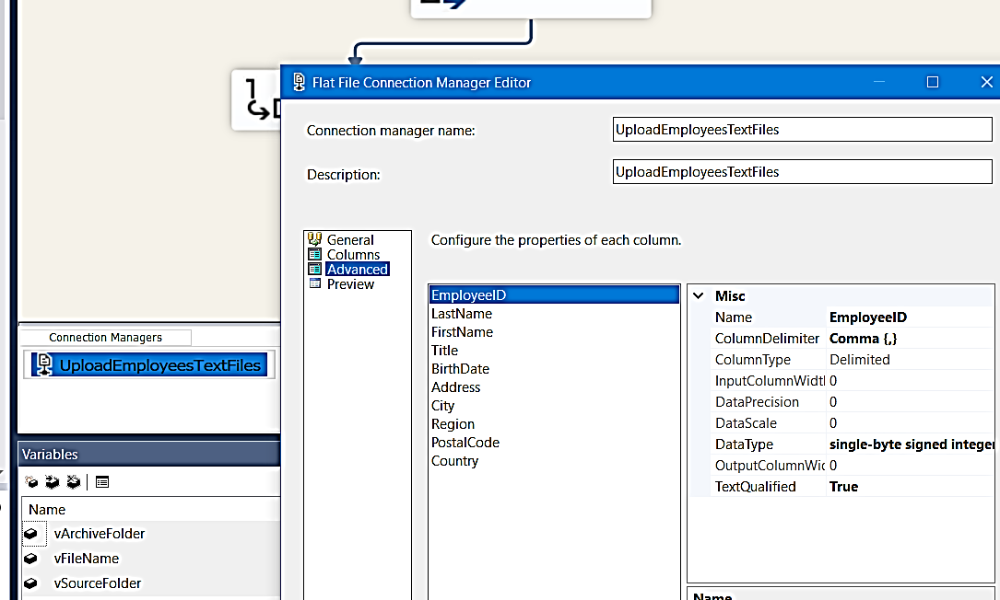 Flat File Connection Manager Editor
Connection manager name:
UploadEmployeesTextFiles
Description:
UploadEmployeesTextFiles
General
Columns
Advanced
Preview
Configure the properties of each column.
EmployeeID
LastName
FirstName
Title
BirthDate
Address
City
Region
PostalCode
Country
Misc
Name EmployeeID
ColumnDelimiter Comma {,}
ColumnType Delimited
InputColumnWidtl 0
DataPrecision 0
DataScale 0
DataType single-byte signed integer
OutputColumnWic 0
TextQualified True
Name
Connection Managers
UploadEmployeesTextFiles
Variables
Name
vArchiveFolder
vFileName
vSourceFolder